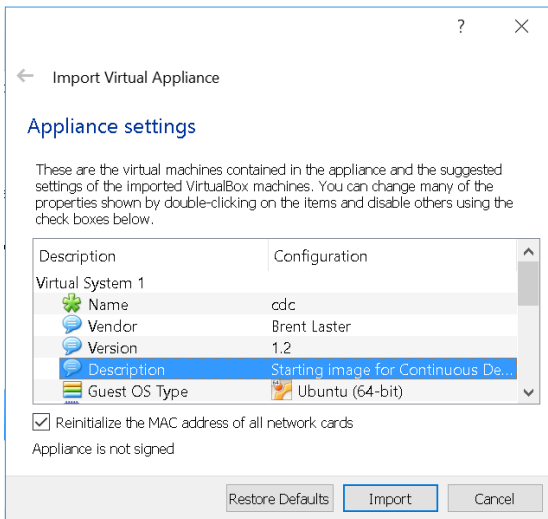 ?
Import Virtual Appliance
Appliance settings
These are the virtual machines contained in the appliance and the suggested
settings of the imported VirtualBox machines. You can change many of the
properties shown by double-clicking on the items and disable others using the
check boxes below.
Description Configuration
Virtual System 1
Name cdc
Vendor Brent Laster
Version 1.2
Description Starting image for Continuous De...
Guest OS Type Ubuntu (64-bit)
Reinitialize the MAC address of all network cards
Appliance is not signed
Restore Defaults Import Cancel